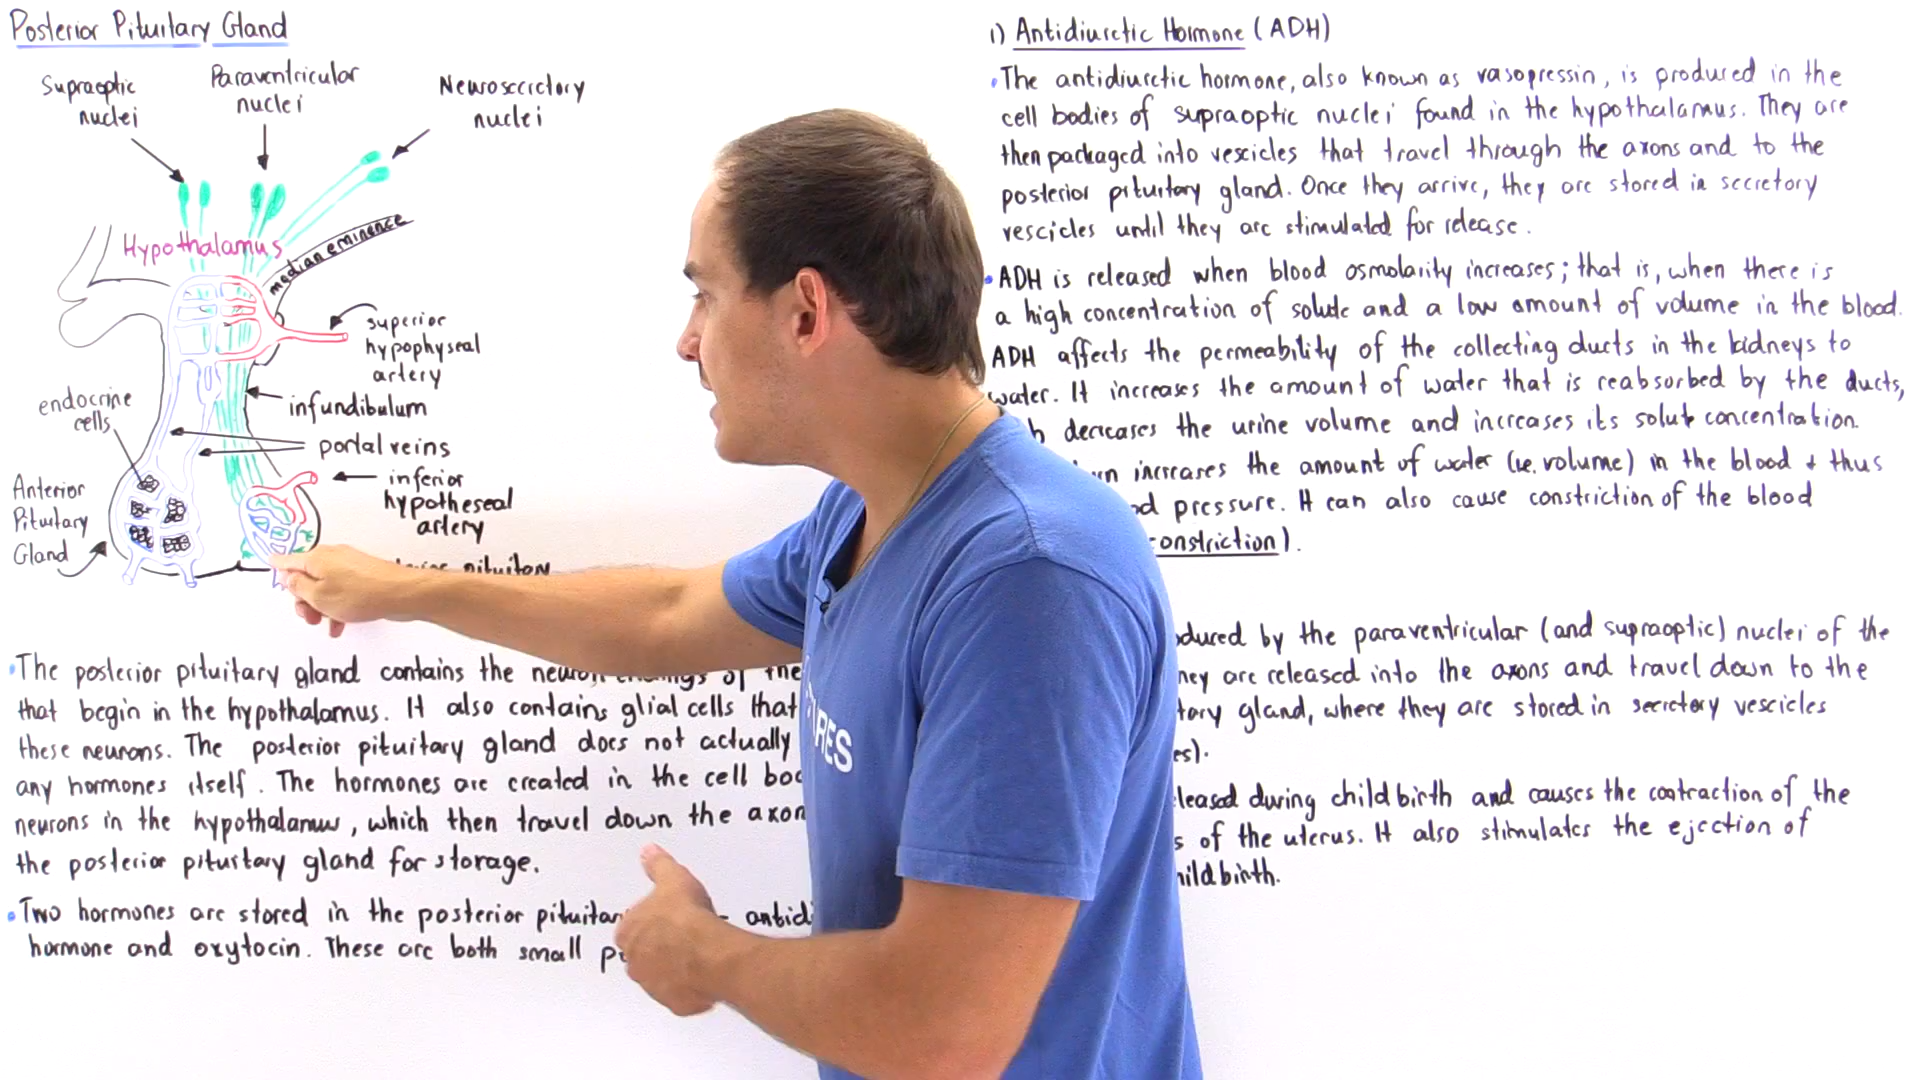 Posterior Pituitary Gland
Supraoptic
nuclei
Paraventricular
nuclei
Neurosecretory
nuclei
Hypothalamus
median eminence
superior
hypophyseal
artery
endocrine
cells
infundibulum
portal veins
inferior
hypotheseal
artery
Anterior
Pituitary
Gland
pituitary
•The posterior pituitary gland contains the neuron endings of the
that begin in the hypothalamus. It also contains glial cells that
these neurons. The posterior pituitary gland does not actually
any hormones itself. The hormones are created in the cell
neurons in the hypothalamus, which then travel down the axon
the posterior pituitary gland for storage.
•Two hormones are stored in the posterior
hormone and oxytocin. These are both small
1) Antidiuretic Hormone (ADH)
•The antidiuretic hormone, also known as vasopressin, is produced in the
cell bodies of supraoptic nuclei found in the hypothalamus. They are
then packaged into vescicles that travel through the axons and to the
posterior pituitary gland. Once they arrive, they are stored in secretory
vescicles until they are stimulated for release.
•ADH is released when blood osmolarity increases; that is, when there is
a high concentration of solute and a low amount of volume in the blood.
ADH affects the permeability of the collecting ducts in the kidneys to
water. It increases the amount of water that is reabsorbed by the ducts,
decreases the urine volume and increases its solute concentration.
increases the amount of water (i.e. volume) in the blood + thus
pressure. It can also cause constriction of the blood
constriction).
by the paraventricular (and supraoptic) nuclei of the
are released into the axons and travel down to the
gland, where they are stored in secretory vescicles
during childbirth and causes the contraction of the
of the uterus. It also stimulates the ejection of
childbirth.